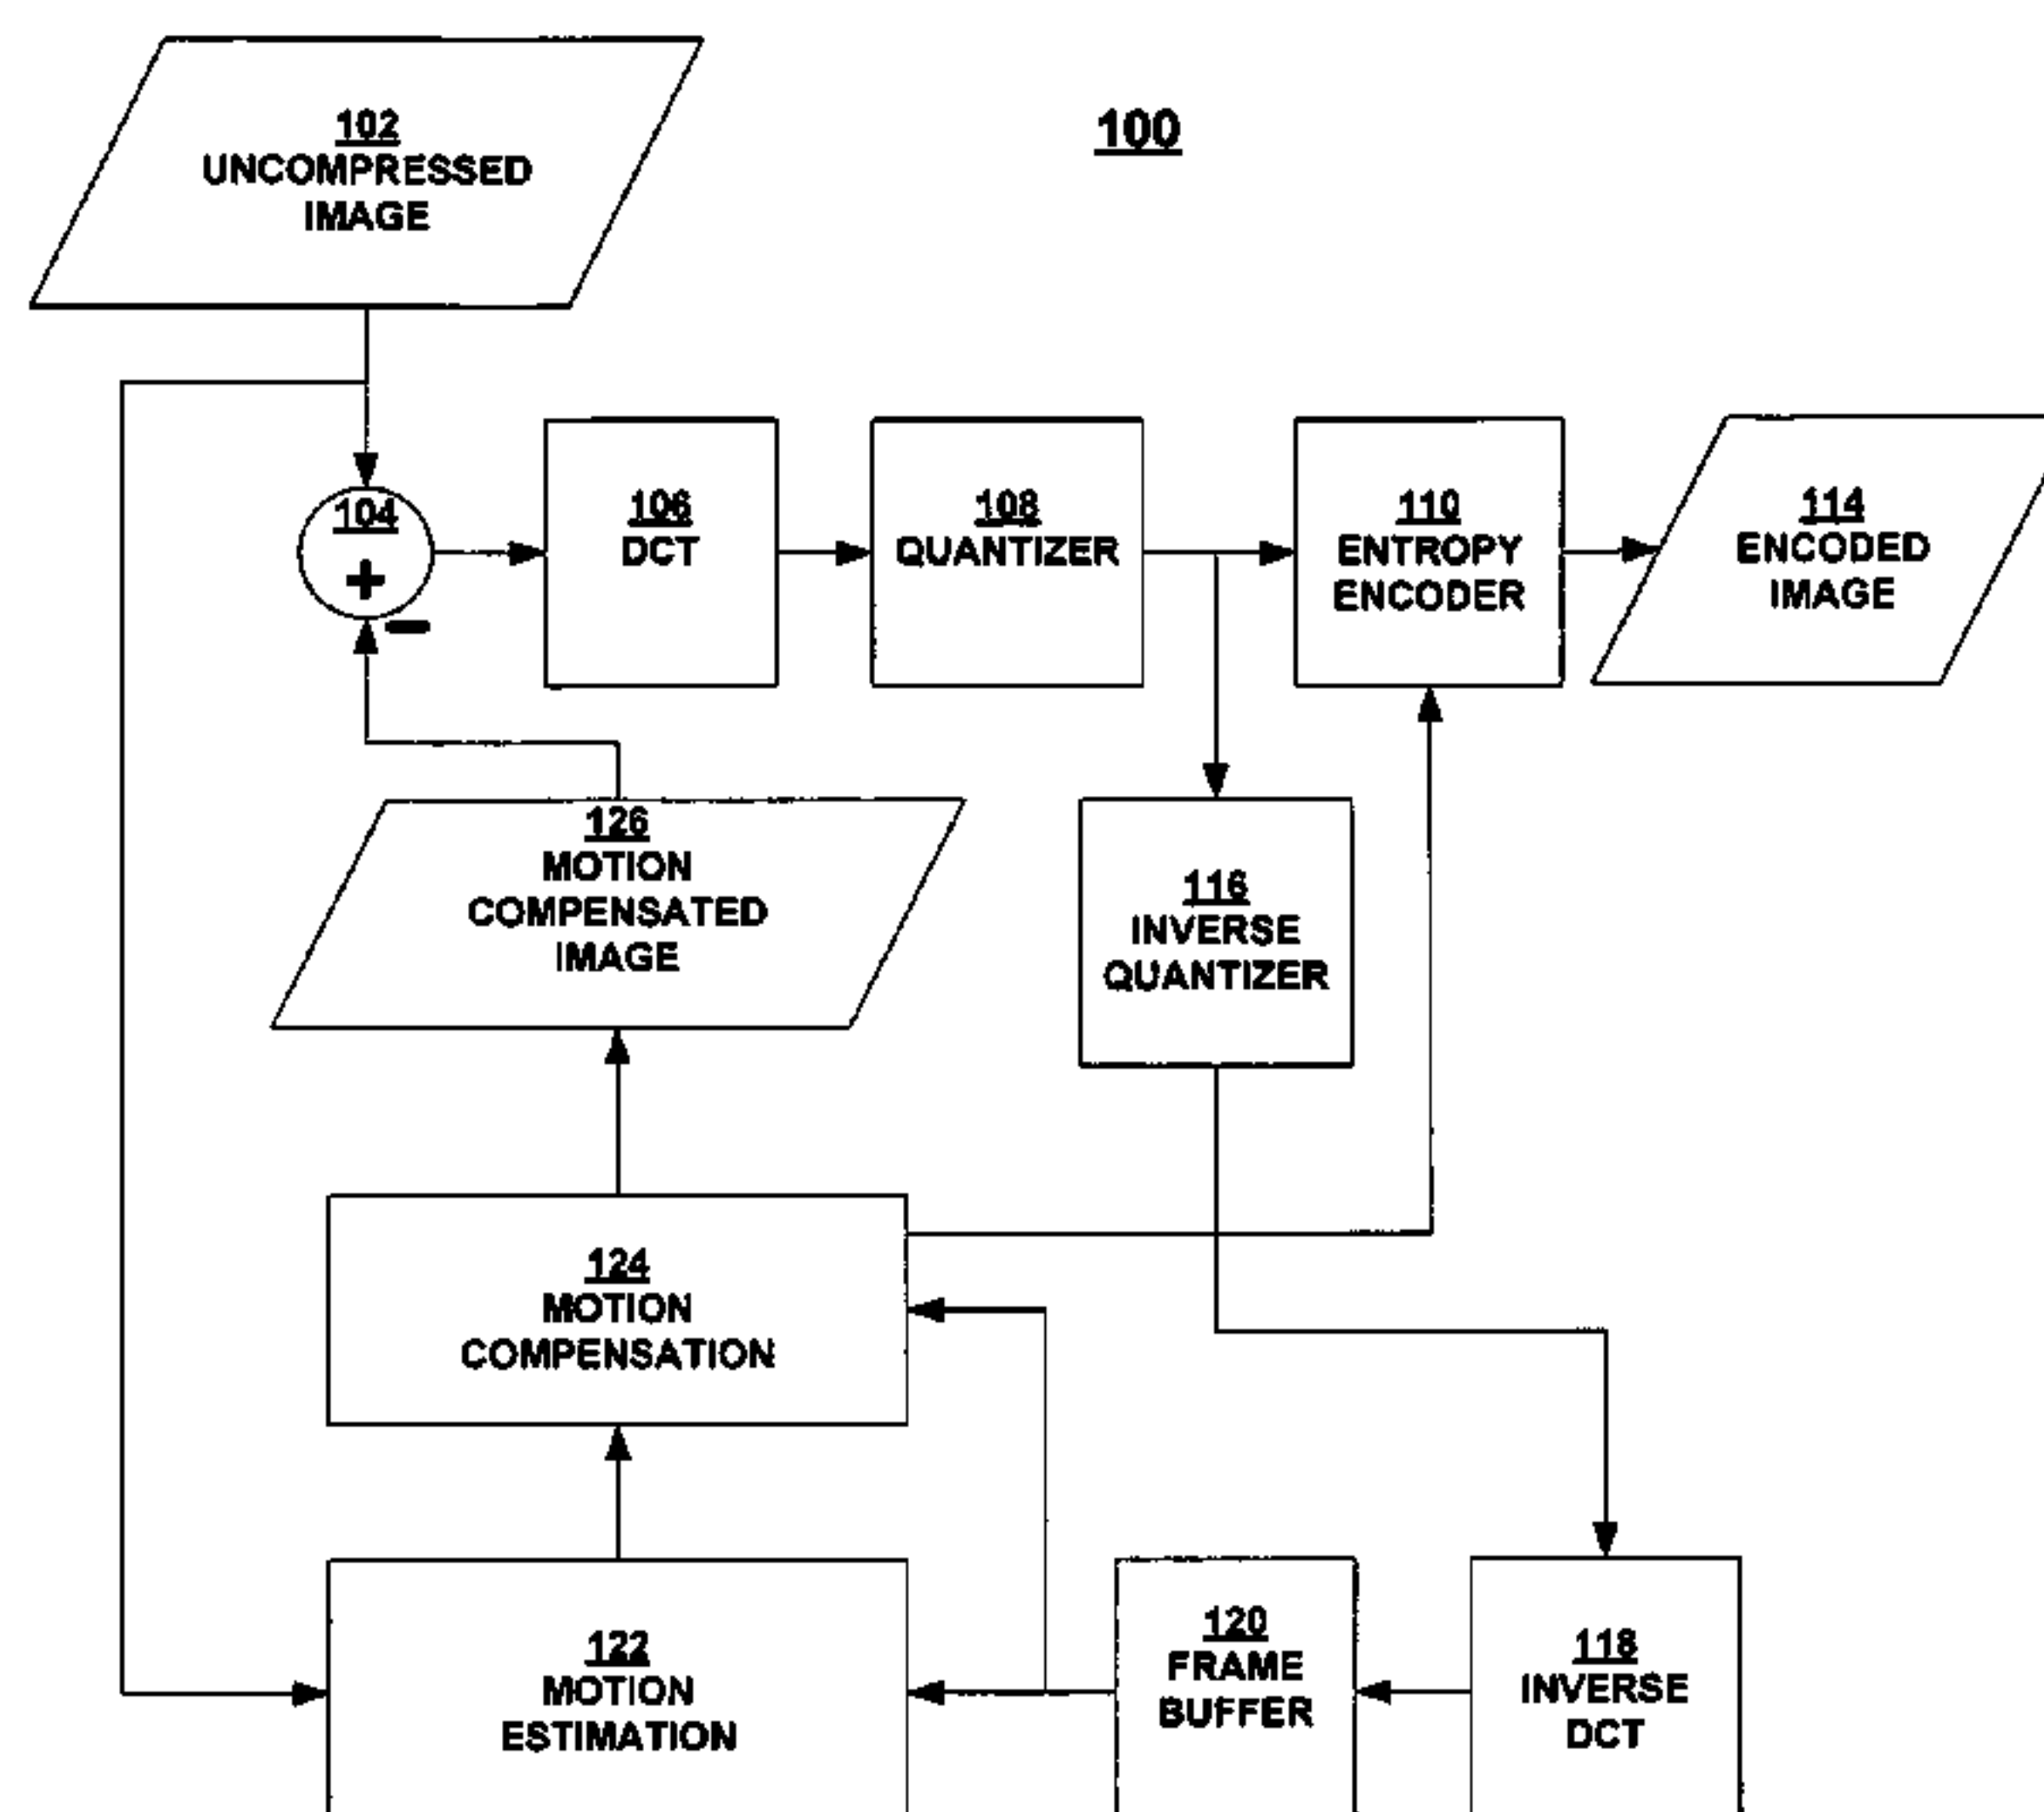 102
UNCOMPRESSED
IMAGE
100
104
+
-
106
DCT
108
QUANTIZER
110
ENTROPY
ENCODER
114
ENCODED
IMAGE
126
MOTION
COMPENSATED
IMAGE
116
INVERSE
QUANTIZER
124
MOTION
COMPENSATION
122
MOTION
ESTIMATION
120
FRAME
BUFFER
118
INVERSE
DCT